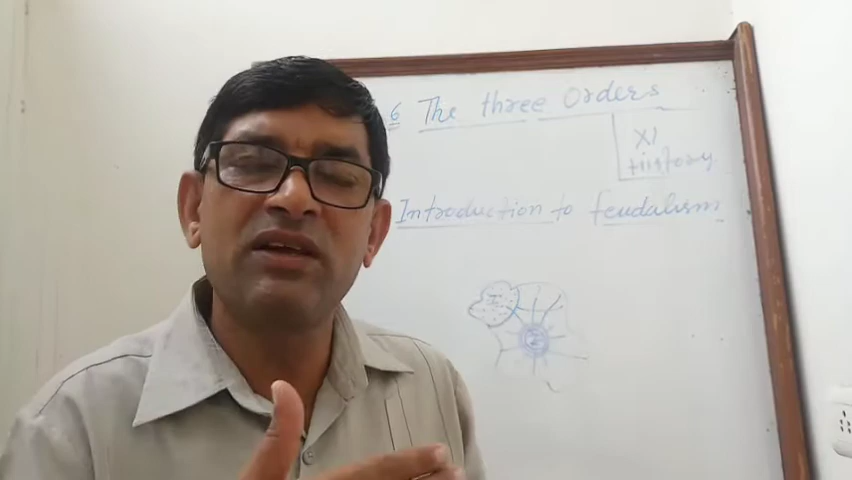 6 The three Orders
XI
History
Introduction to feudalism